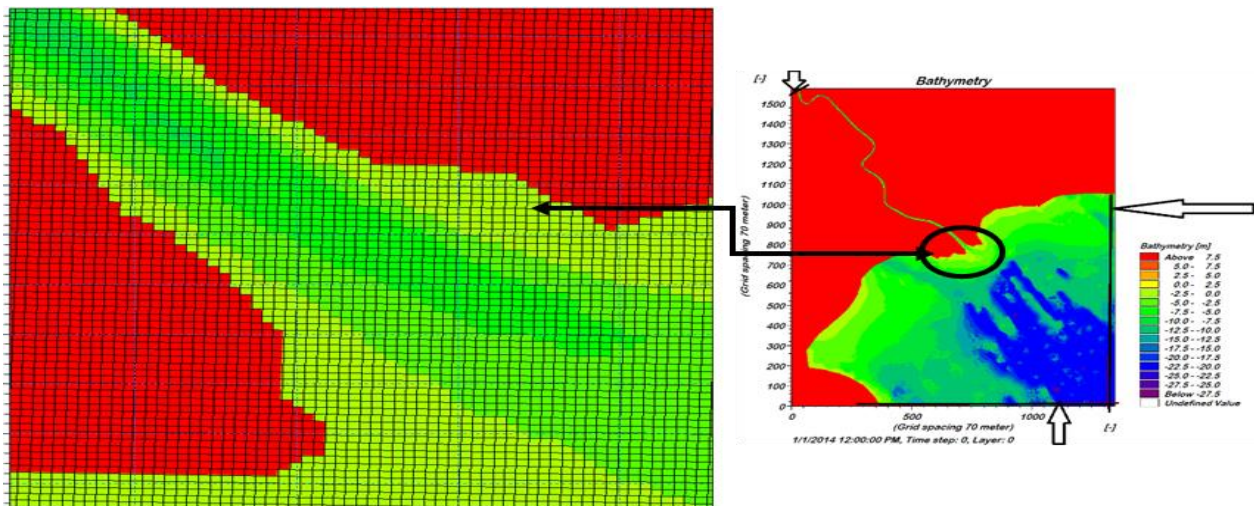 [-]
Bathymetry
1500
1400
1300
1200
1100
1000
900
800
700
600
500
400
300
200
100
0
(Grid spacing 70 meter)
0
500
1000
[-]
(Grid spacing 70 meter)
1/1/2014 12:00:00 PM, Time step: 0, Layer: 0
Bathymetry [m]
Above 7.5
5.0 - 7.5
2.5 - 5.0
0.0 - 2.5
-2.5 - 0.0
-5.0 - -2.5
-7.5 - -5.0
-10.0 - -7.5
-12.5 - -10.0
-15.0 - -12.5
-17.5 - -15.0
-20.0 - -17.5
-22.5 - -20.0
-25.0 - -22.5
-27.5 - -25.0
Below -27.5
Undefined Value